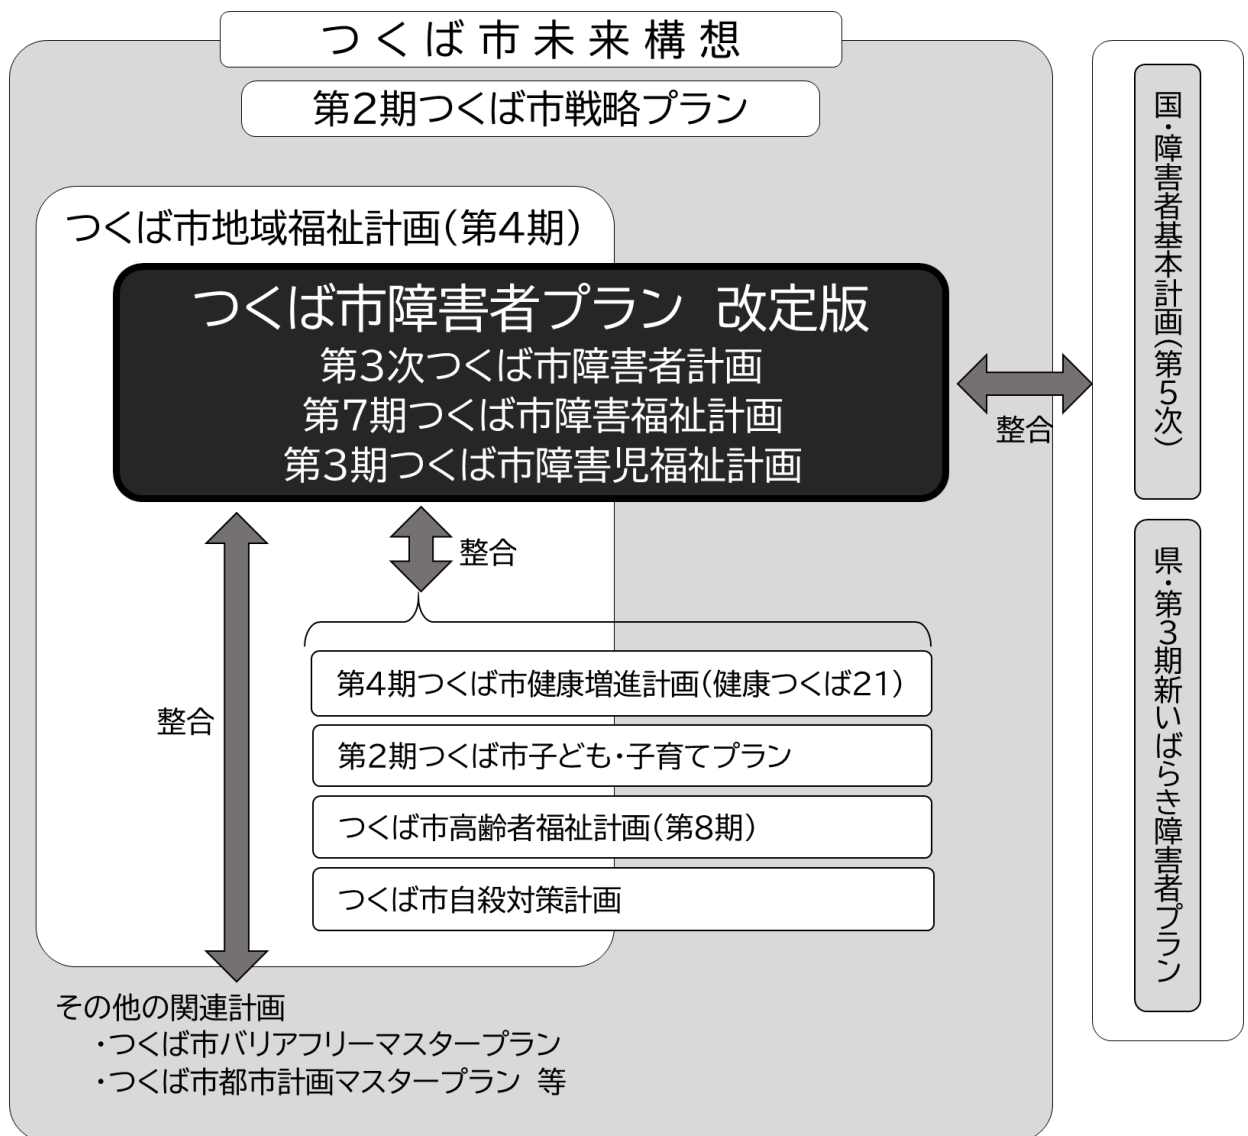 つくば市未来構想
第2期つくば市戦略プラン
つくば市地域福祉計画(第4期)
つくば市障害者プラン 改定版
第3次つくば市障害者計画
第7期つくば市障害福祉計画
第3期つくば市障害児福祉計画
整合
整合
第4期つくば市健康増進計画(健康つくば21)
第2期つくば市子ども・子育てプラン
つくば市高齢者福祉計画(第8期)
つくば市自殺対策計画
整合
その他の関連計画
・つくば市バリアフリーマスタープラン
・つくば市都市計画マスタープラン 等
国・障害者基本計画(第5次)
県・第3期新いばらき障害者プラン